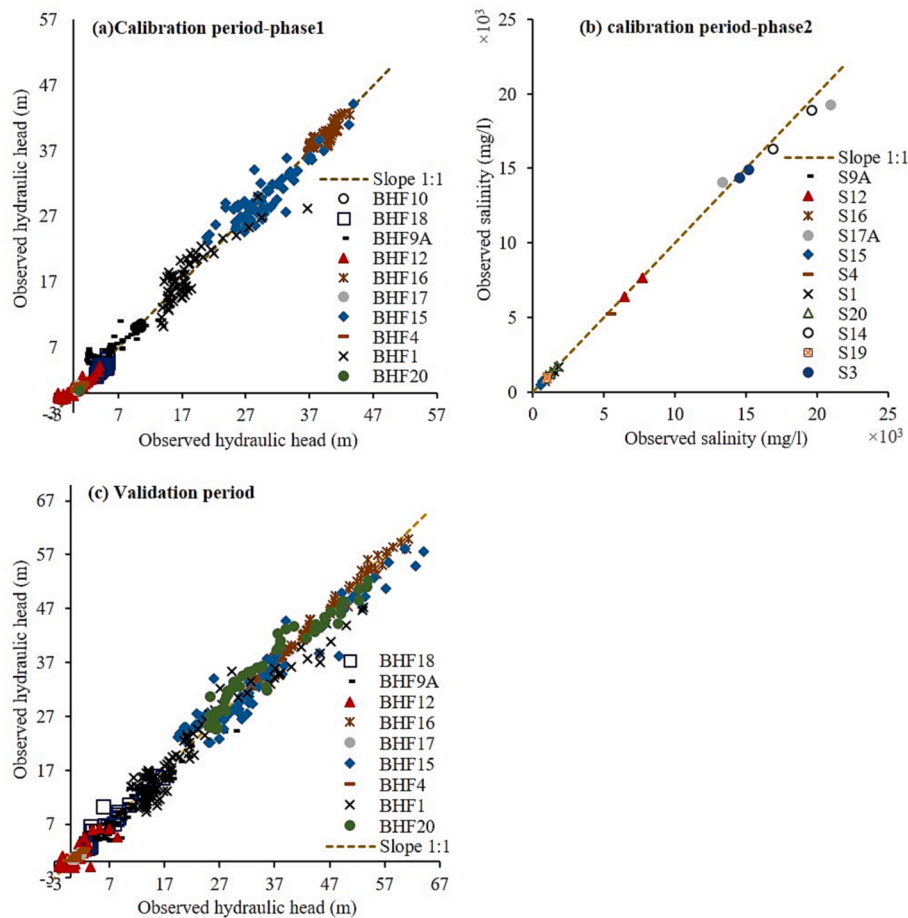 (a)Calibration period-phase1
Observed hydraulic head (m)
57
47
37
27
17
7
-3
-3 7 17 27 37 47 57
Observed hydraulic head (m)
Slope 1:1
BHF10
BHF18
BHF9A
BHF12
BHF16
BHF17
BHF15
BHF4
BHF1
BHF20
(b) calibration period-phase2
×10³
Observed salinity (mg/l)
25
20
15
10
5
0
0 5 10 15 20 25
Observed salinity (mg/l)
×10³
Slope 1:1
S9A
S12
S16
S17A
S15
S4
S1
S20
S14
S19
S3
(c) Validation period
Observed hydraulic head (m)
67
57
47
37
27
17
7
-3
-3 7 17 27 37 47 57 67
Observed hydraulic head (m)
BHF18
BHF9A
BHF12
BHF16
BHF17
BHF15
BHF4
BHF1
BHF20
Slope 1:1